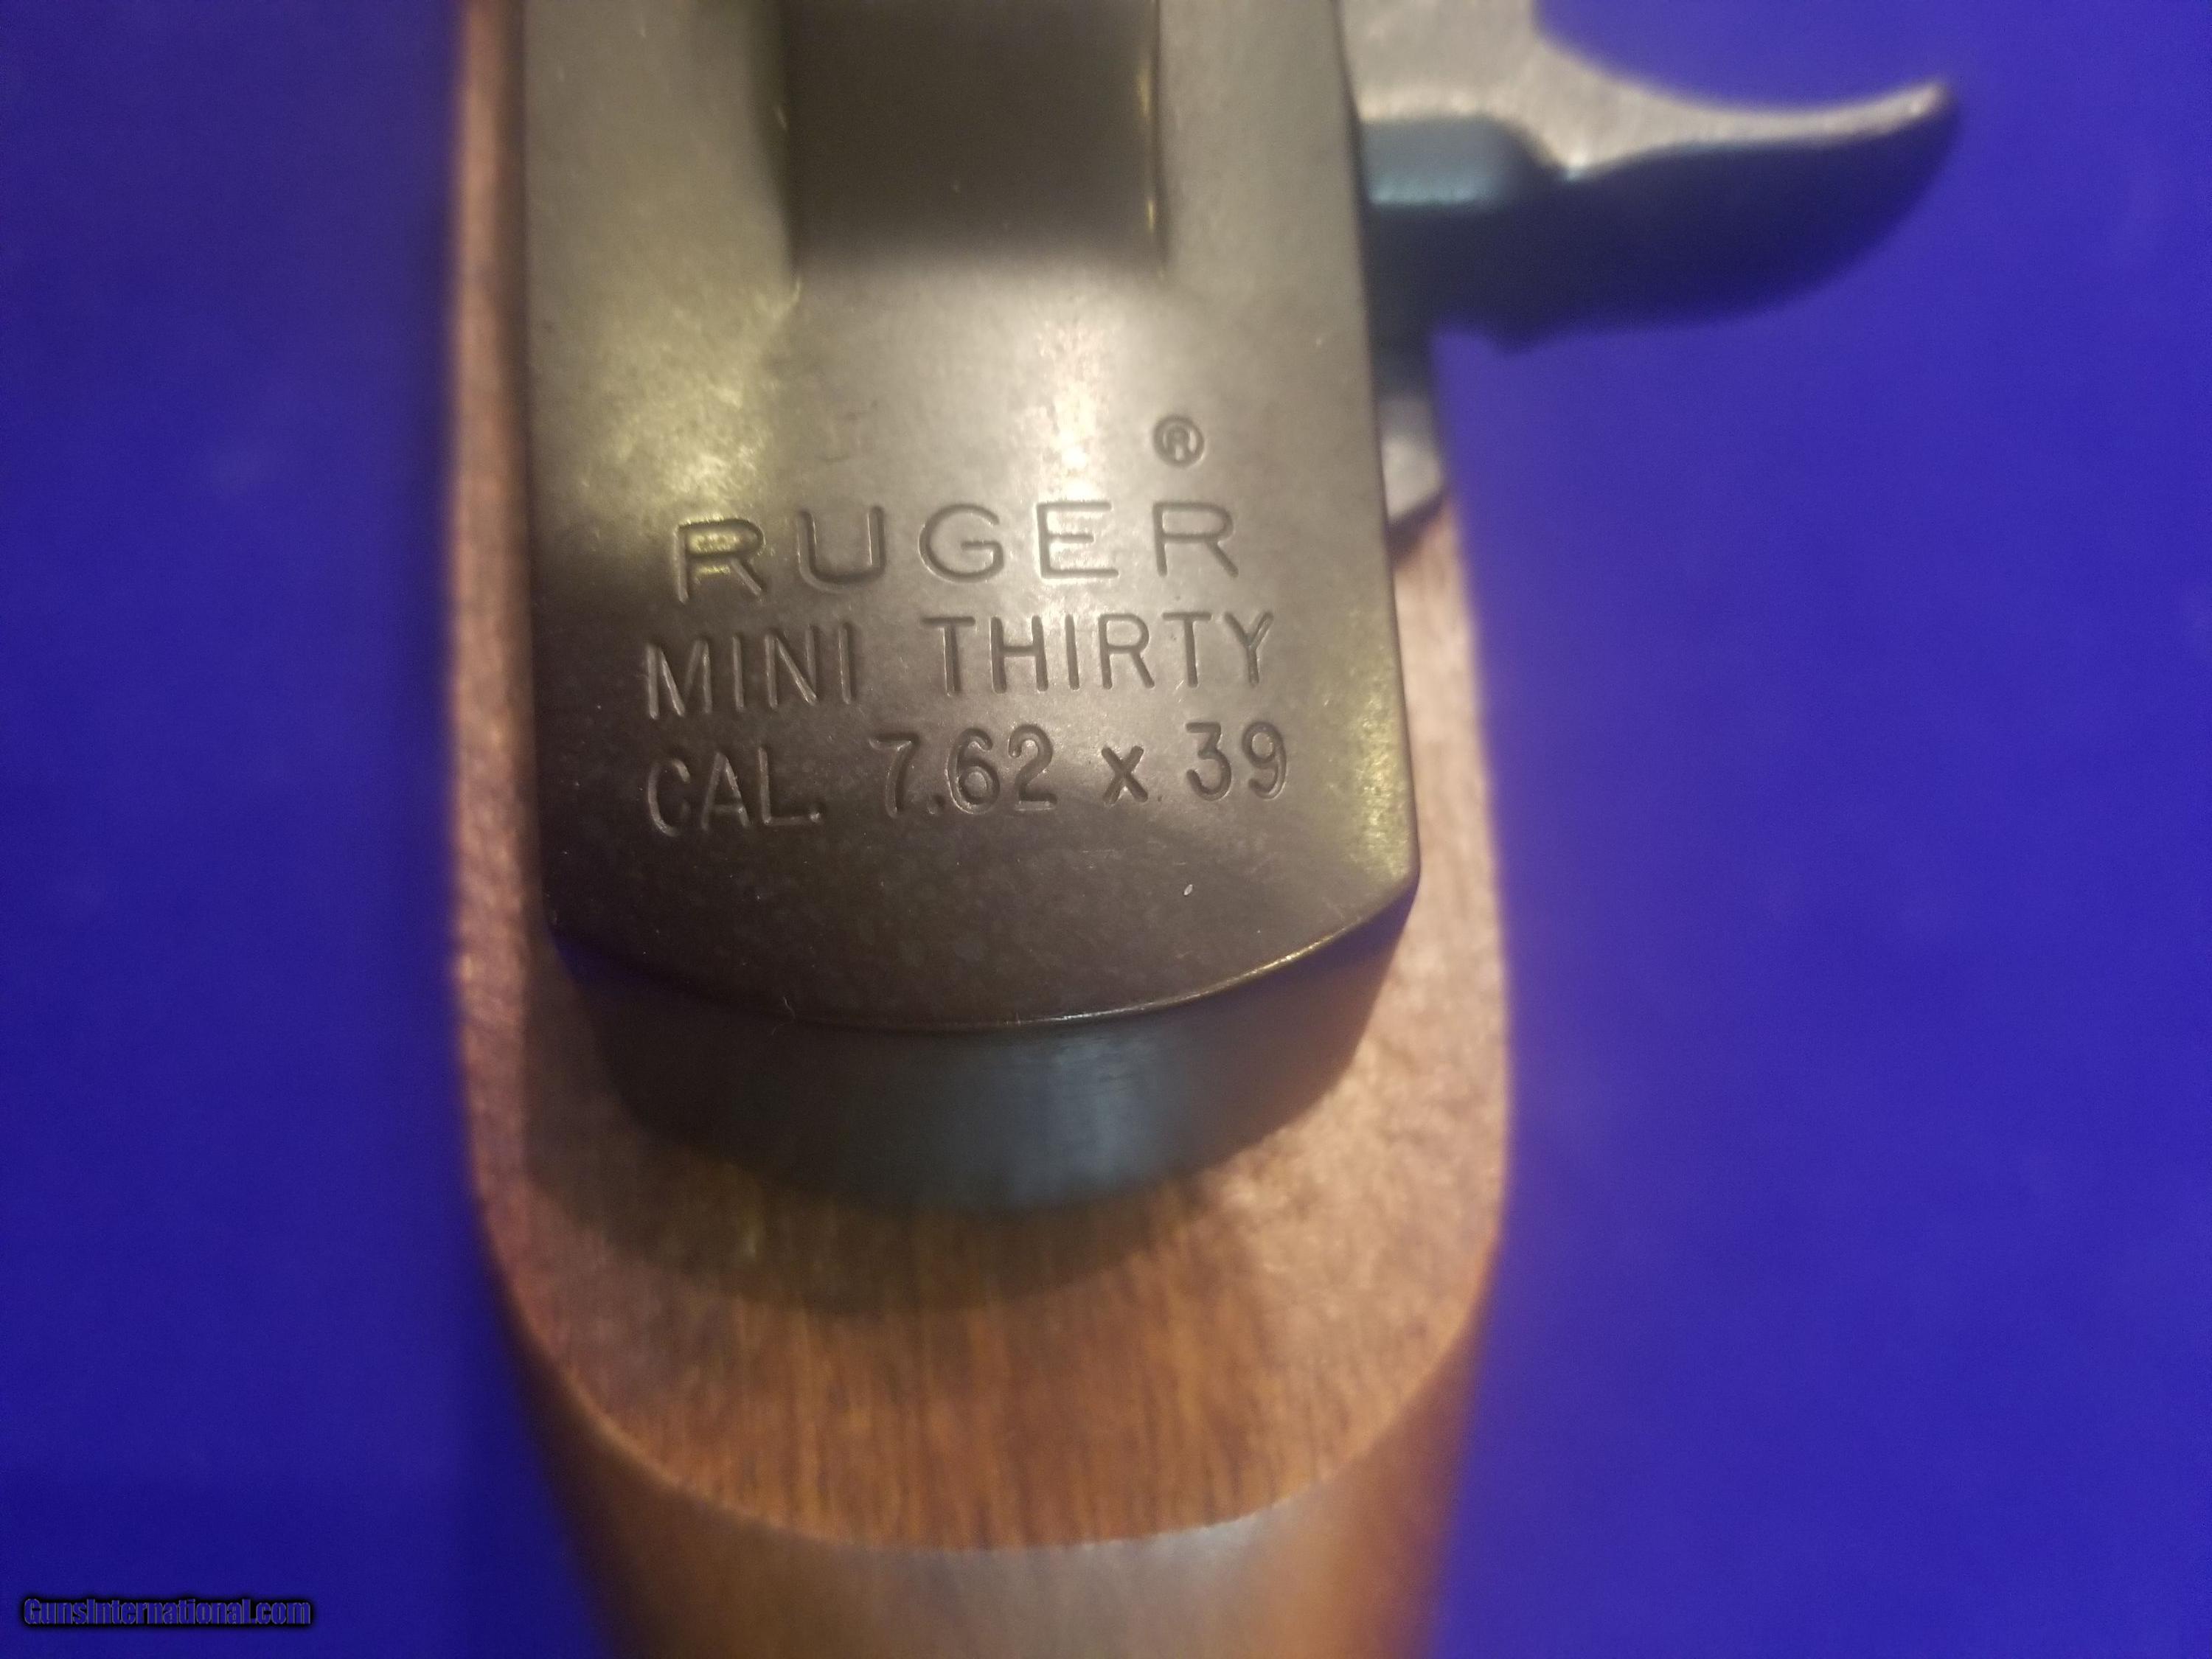 ®
RUGER
MINI THIRTY
CAL. 7.62 x 39
GunsInternational.com